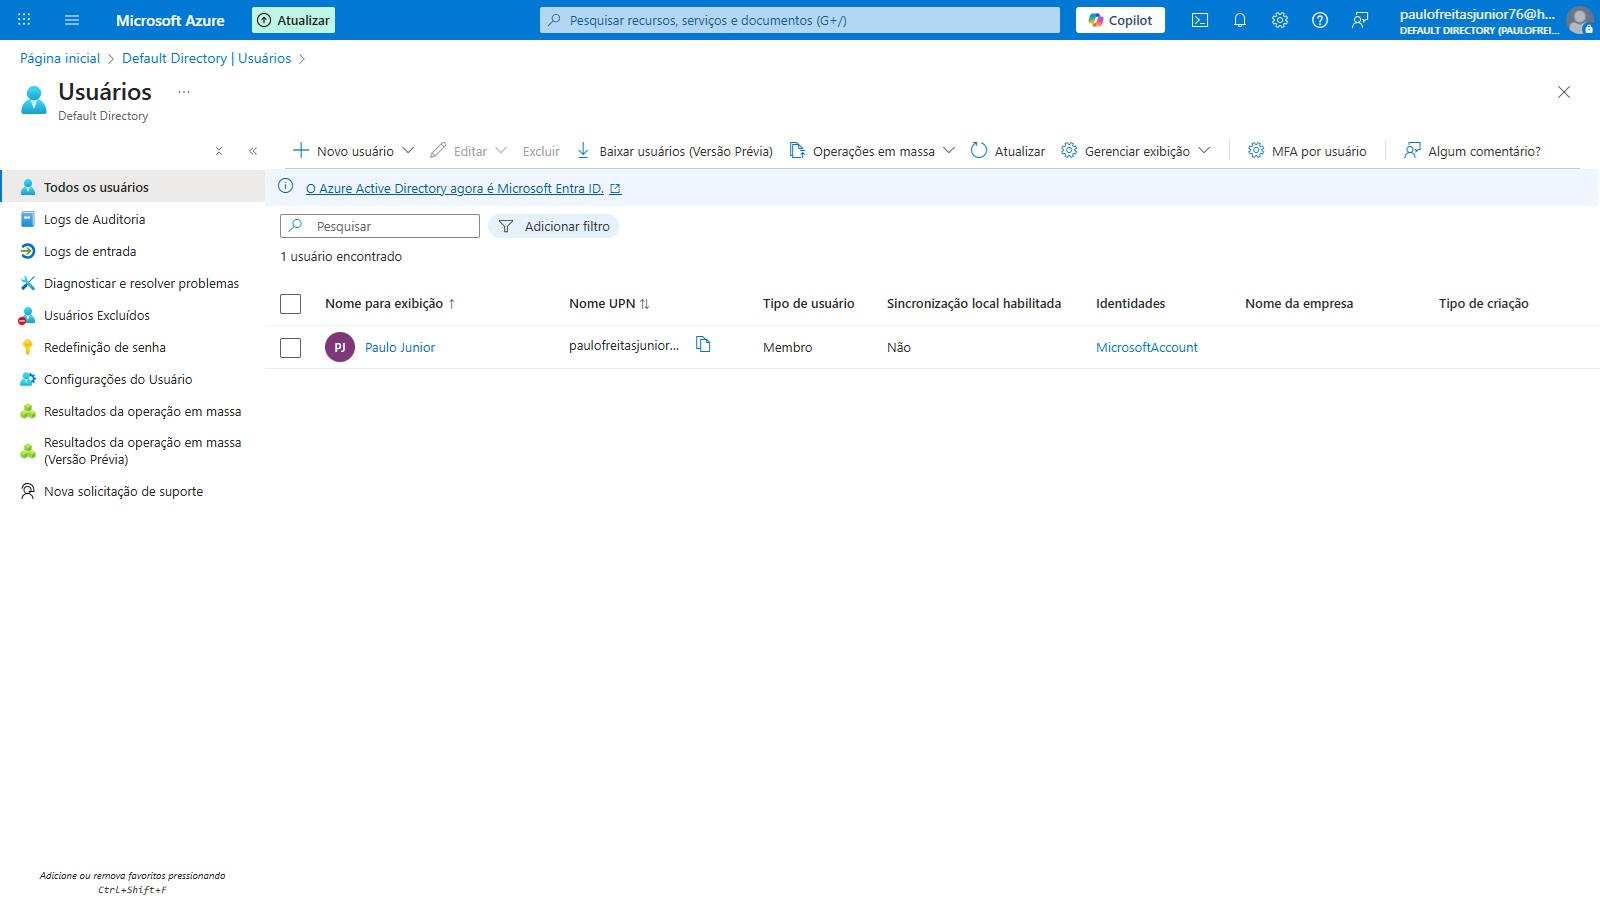 Microsoft Azure
Atualizar
Pesquisar recursos, serviços e documentos (G+/)
Copilot
paulofreitasjunior76@h...
DEFAULT DIRECTORY (PAULOFREI...
Página inicial > Default Directory | Usuários >
Usuários ...
Default Directory
Novo usuário
Editar
Excluir
Baixar usuários (Versão Prévia)
Operações em massa
Atualizar
Gerenciar exibição
MFA por usuário
Algum comentário?
Todos os usuários
Logs de Auditoria
Logs de entrada
Diagnosticar e resolver problemas
Usuários Excluídos
Redefinição de senha
Configurações do Usuário
Resultados da operação em massa
Resultados da operação em massa
(Versão Prévia)
Nova solicitação de suporte
O Azure Active Directory agora é Microsoft Entra ID.
Pesquisar
Adicionar filtro
1 usuário encontrado
Nome para exibição ↑ Nome UPN ↑↓ Tipo de usuário Sincronização local habilitada Identidades Nome da empresa Tipo de criação
PJ Paulo Junior paulofreitasjunior... Membro Não MicrosoftAccount
Adicione ou remova favoritos pressionando
Ctrl+Shift+F